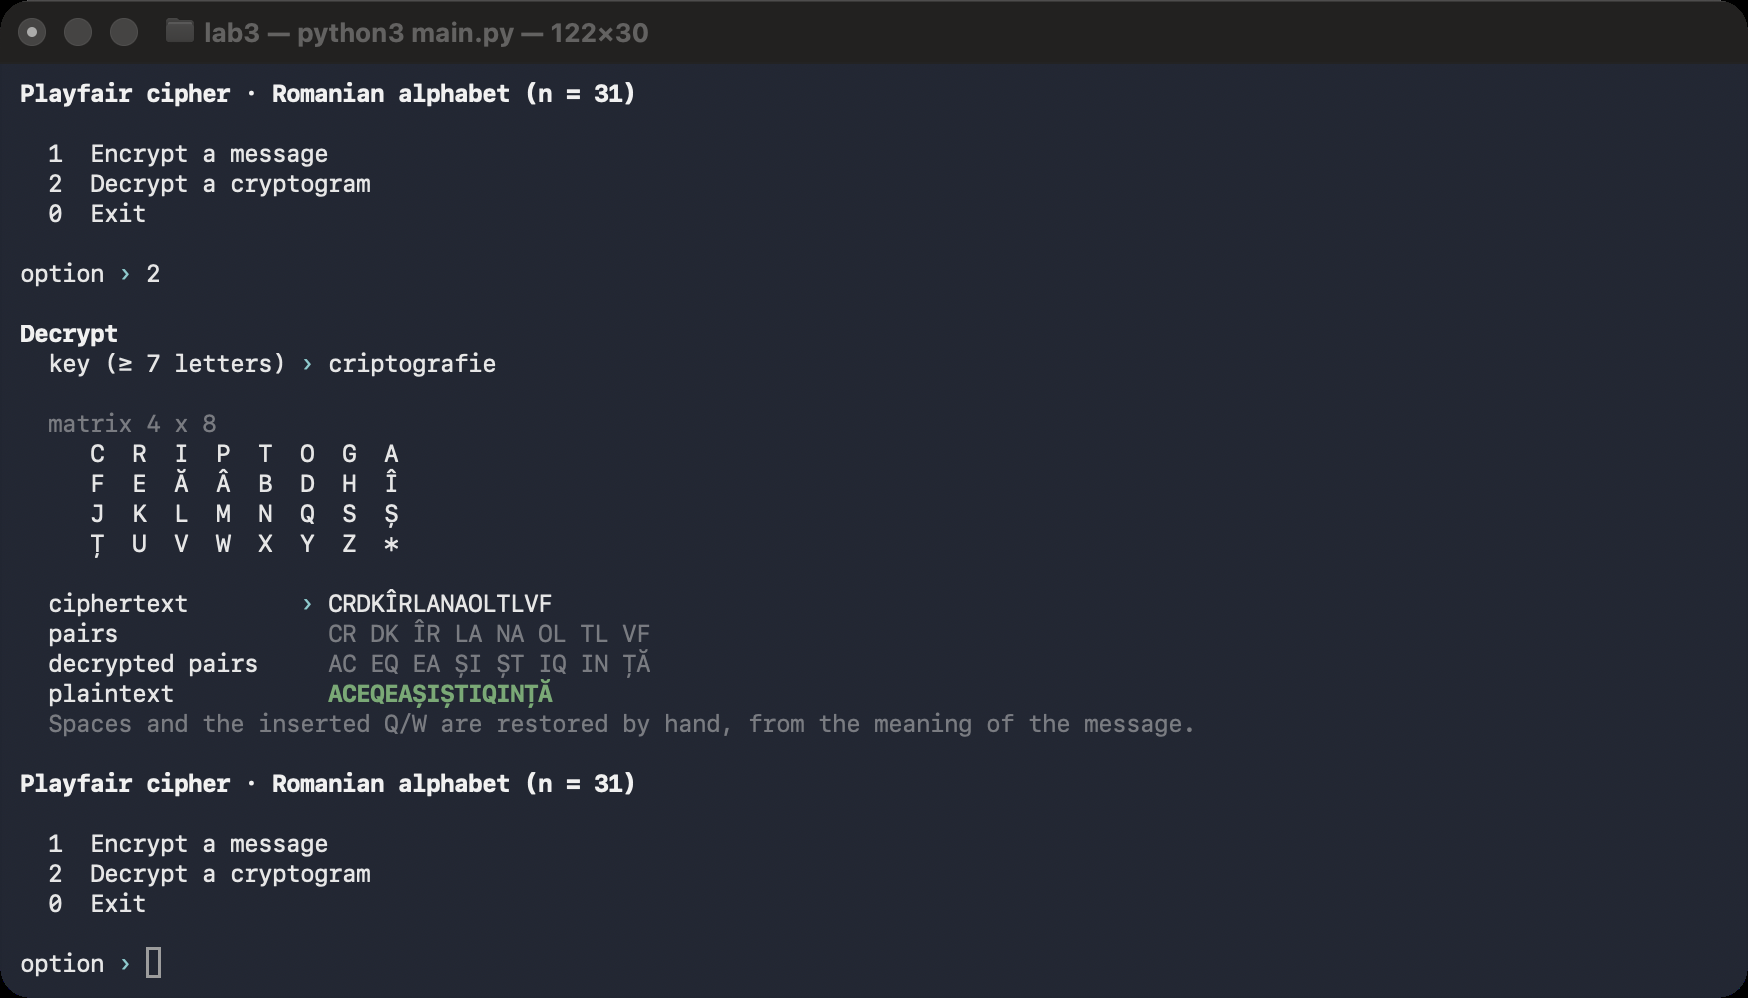 lab3 — python3 main.py — 122×30
Playfair cipher · Romanian alphabet (n = 31)
1 Encrypt a message
2 Decrypt a cryptogram
0 Exit
option › 2
Decrypt
key (≥ 7 letters) › criptografie
matrix 4 x 8
C R I P T O G A
F E Ă Â B D H Î
J K L M N Q S Ș
Ț U V W X Y Z *
ciphertext › CRDKÎRLANAOLTLVF
pairs CR DK ÎR LA NA OL TL VF
decrypted pairs AC EQ EA ȘI ȘT IQ IN ȚĂ
plaintext ACEQEAȘIȘTIQINȚĂ
Spaces and the inserted Q/W are restored by hand, from the meaning of the message.
Playfair cipher · Romanian alphabet (n = 31)
1 Encrypt a message
2 Decrypt a cryptogram
0 Exit
option ›